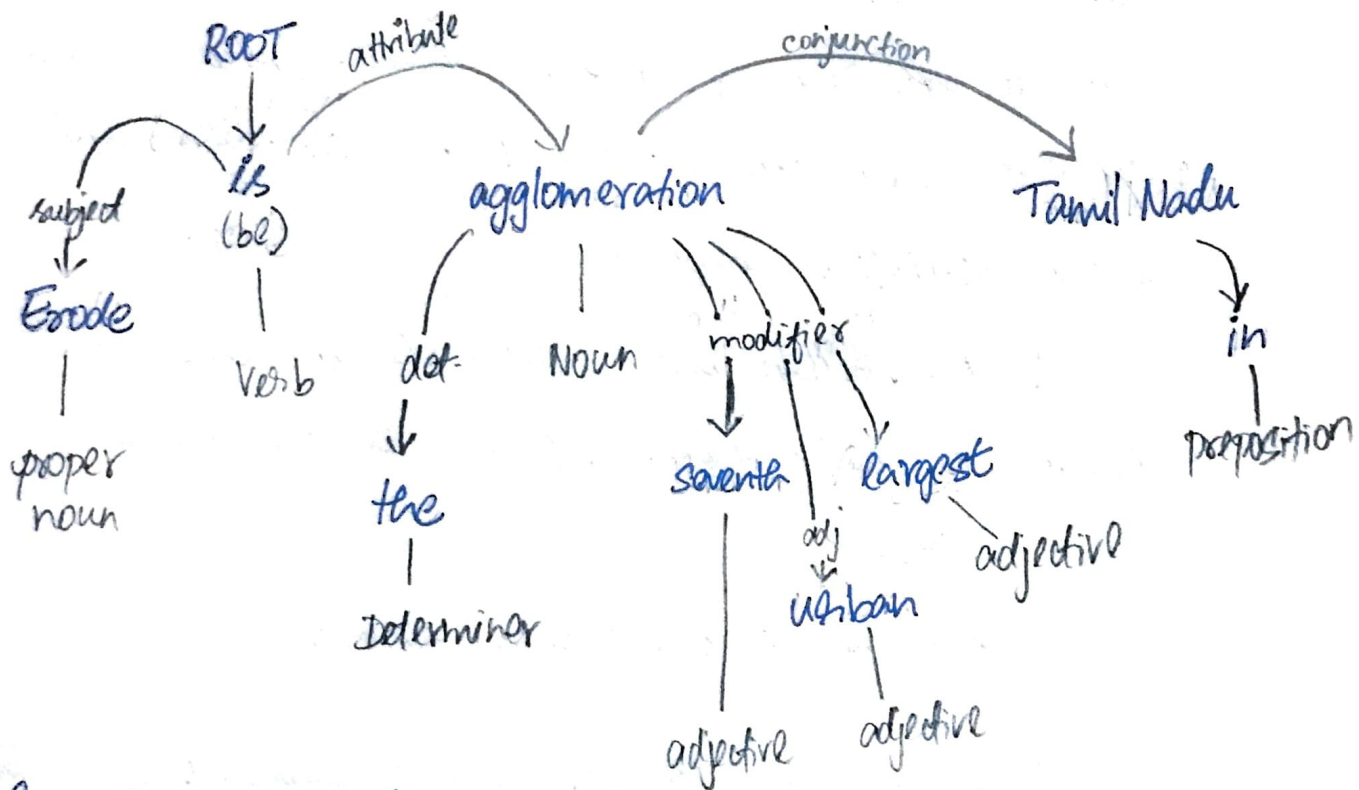 ROOT
attribute
conjunction
is
(be)
subject
agglomeration
Tamil Nadu
Erode
Verb
det.
Noun
modifier
in
proper
noun
the
seventh
largest
preposition
adj
adjective
urban
Determiner
adjective
adjective